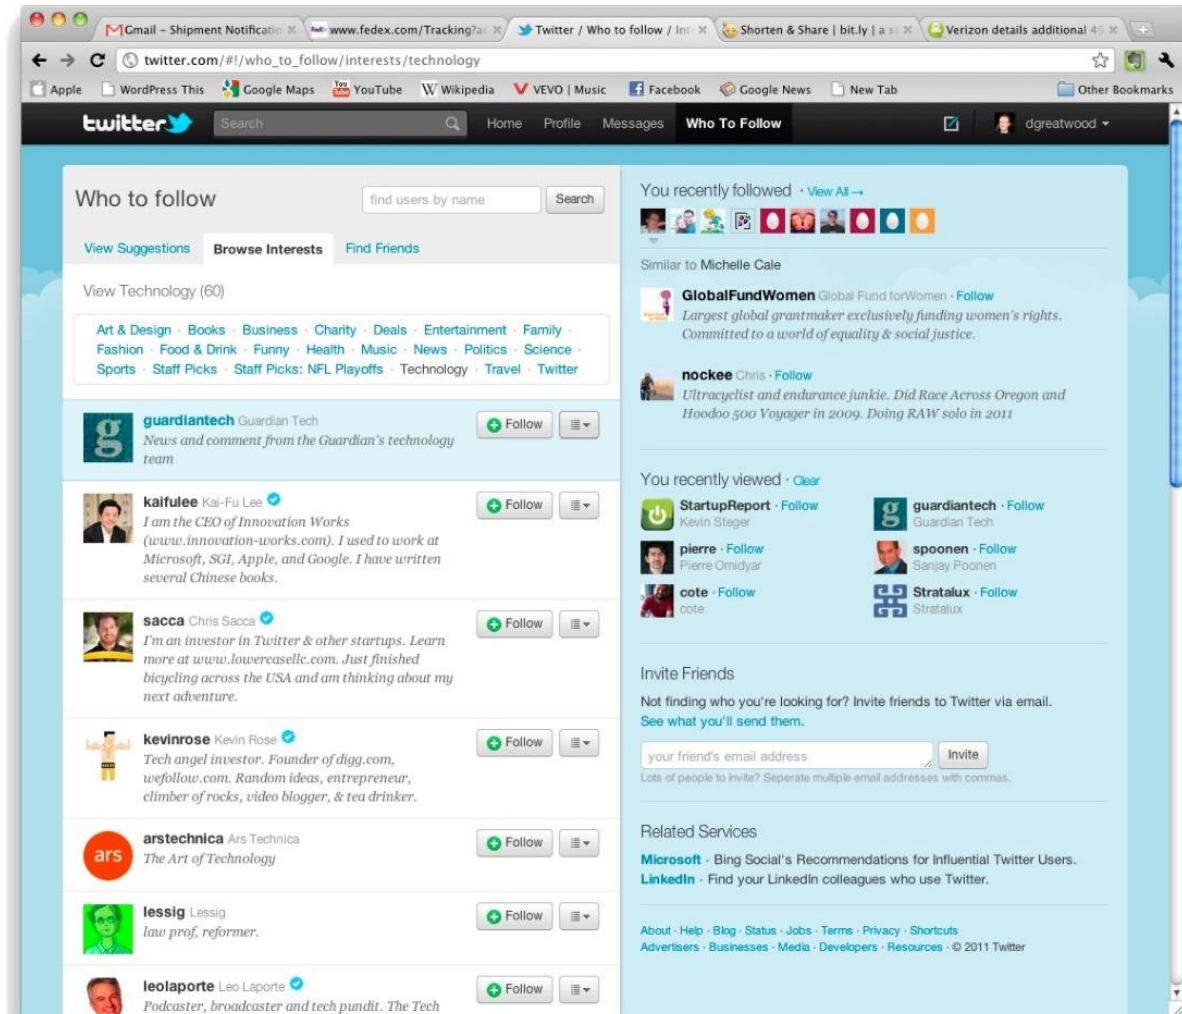 Gmail – Shipment Notificatio
www.fedex.com/Tracking?ac
Twitter / Who to follow / Int
Shorten & Share | bit.ly | a s
Verizon details additional 49
twitter.com/#!/who_to_follow/interests/technology
Apple WordPress This Google Maps YouTube Wikipedia VEVO | Music Facebook Google News New Tab Other Bookmarks
twitter Search Home Profile Messages Who To Follow dgreatwood
Who to follow
find users by name Search
View Suggestions Browse Interests Find Friends
View Technology (60)
Art & Design · Books · Business · Charity · Deals · Entertainment · Family ·
Fashion · Food & Drink · Funny · Health · Music · News · Politics · Science ·
Sports · Staff Picks · Staff Picks: NFL Playoffs · Technology · Travel · Twitter
guardiantech Guardian Tech
News and comment from the Guardian's technology
team
Follow
kaifulee Kai-Fu Lee
I am the CEO of Innovation Works
(www.innovation-works.com). I used to work at
Microsoft, SGI, Apple, and Google. I have written
several Chinese books.
Follow
sacca Chris Sacca
I'm an investor in Twitter & other startups. Learn
more at www.lowercasellc.com. Just finished
bicycling across the USA and am thinking about my
next adventure.
Follow
kevinrose Kevin Rose
Tech angel investor. Founder of digg.com,
wefollow.com. Random ideas, entrepreneur,
climber of rocks, video blogger, & tea drinker.
Follow
ars
arstechnica Ars Technica
The Art of Technology
Follow
lessig Lessig
law prof, reformer.
Follow
leolaporte Leo Laporte
Podcaster, broadcaster and tech pundit. The Tech
Follow
You recently followed · View All →
Similar to Michelle Cale
GlobalFundWomen Global Fund forWomen · Follow
Largest global grantmaker exclusively funding women's rights.
Committed to a world of equality & social justice.
nockee Chris · Follow
Ultracyclist and endurance junkie. Did Race Across Oregon and
Hoodoo 500 Voyager in 2009. Doing RAW solo in 2011
You recently viewed · Clear
StartupReport · Follow
Kevin Steger
guardiantech · Follow
Guardian Tech
pierre · Follow
Pierre Omidyar
spoonen · Follow
Sanjay Poonen
cote · Follow
cote
Stratalux · Follow
Stratalux
Invite Friends
Not finding who you're looking for? Invite friends to Twitter via email.
See what you'll send them.
your friend's email address Invite
Lots of people to invite? Seperate multiple email addresses with commas.
Related Services
Microsoft · Bing Social's Recommendations for Influential Twitter Users.
LinkedIn · Find your LinkedIn colleagues who use Twitter.
About · Help · Blog · Status · Jobs · Terms · Privacy · Shortcuts
Advertisers · Businesses · Media · Developers · Resources · © 2011 Twitter